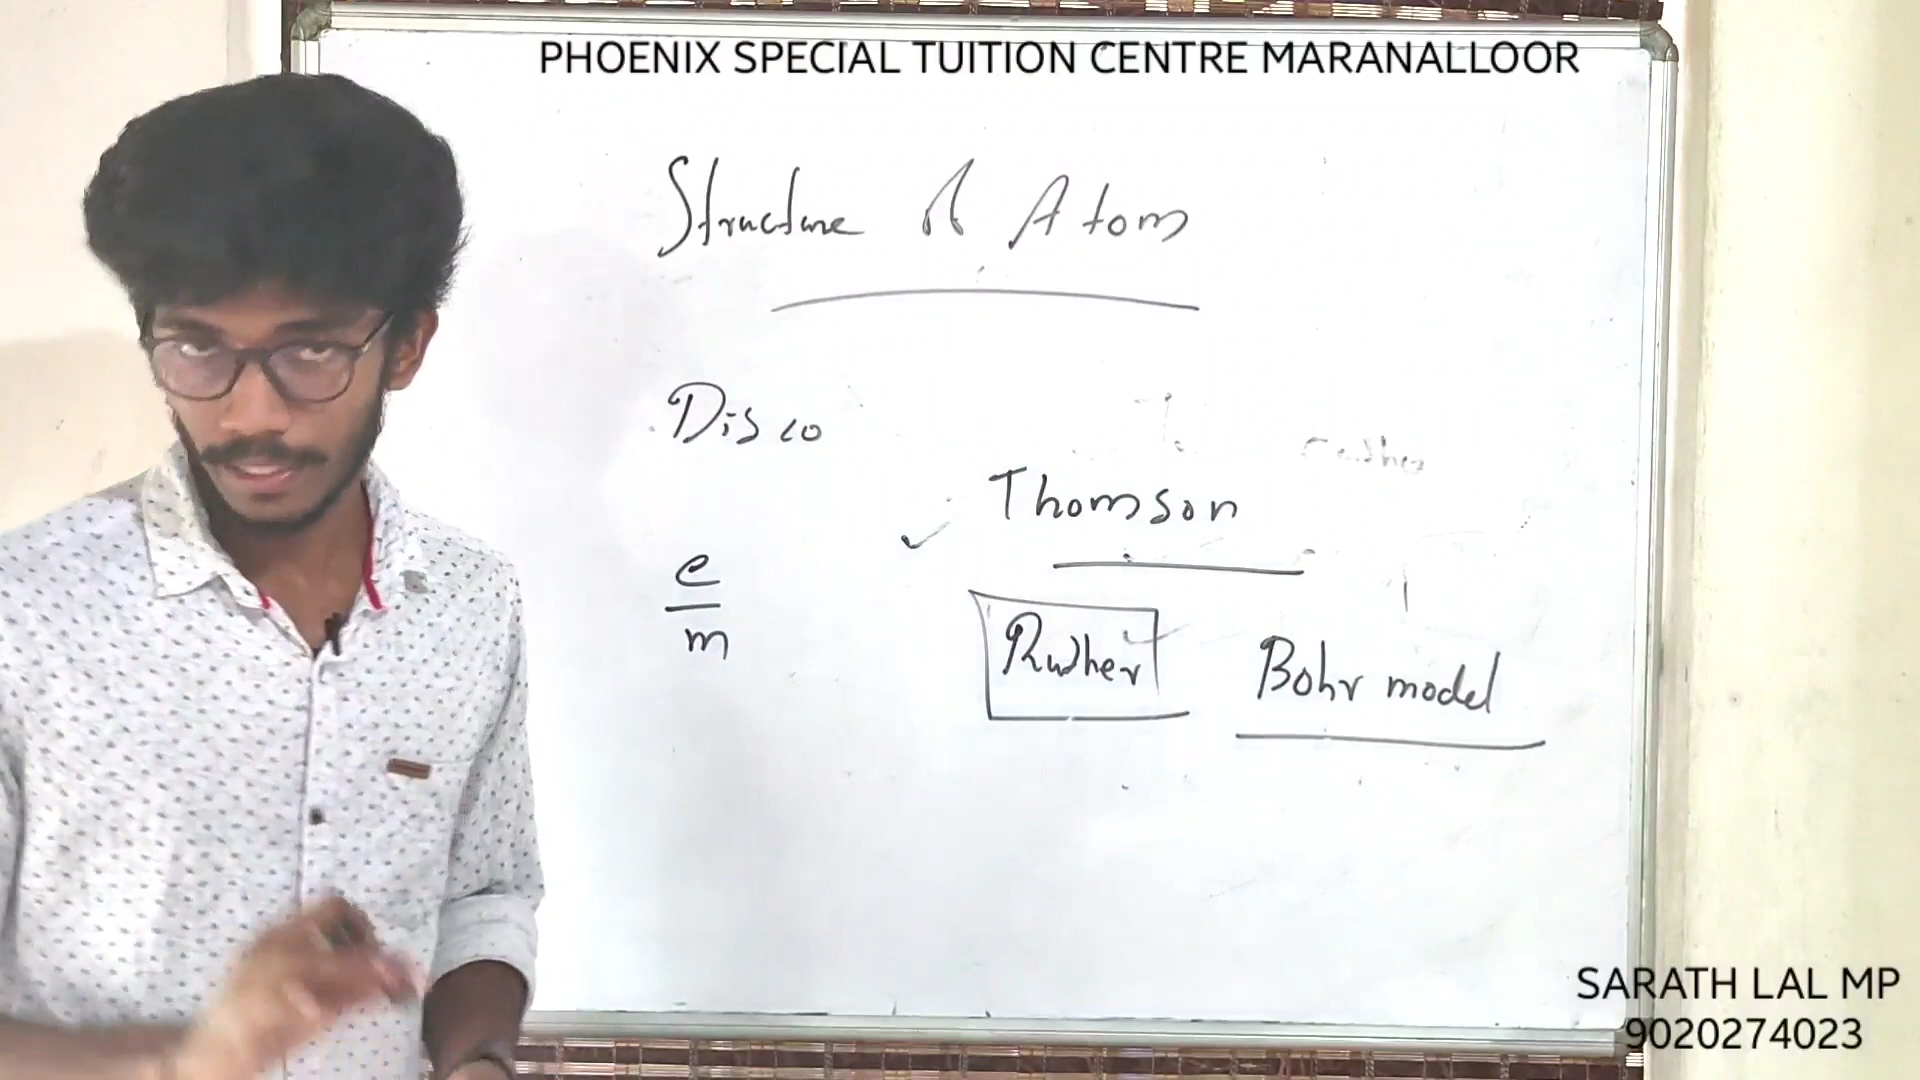 PHOENIX SPECIAL TUITION CENTRE MARANALLOOR
Structure of Atom
Disco
Thomson
e
m
Ruther
Bohr model
SARATH LAL MP
9020274023